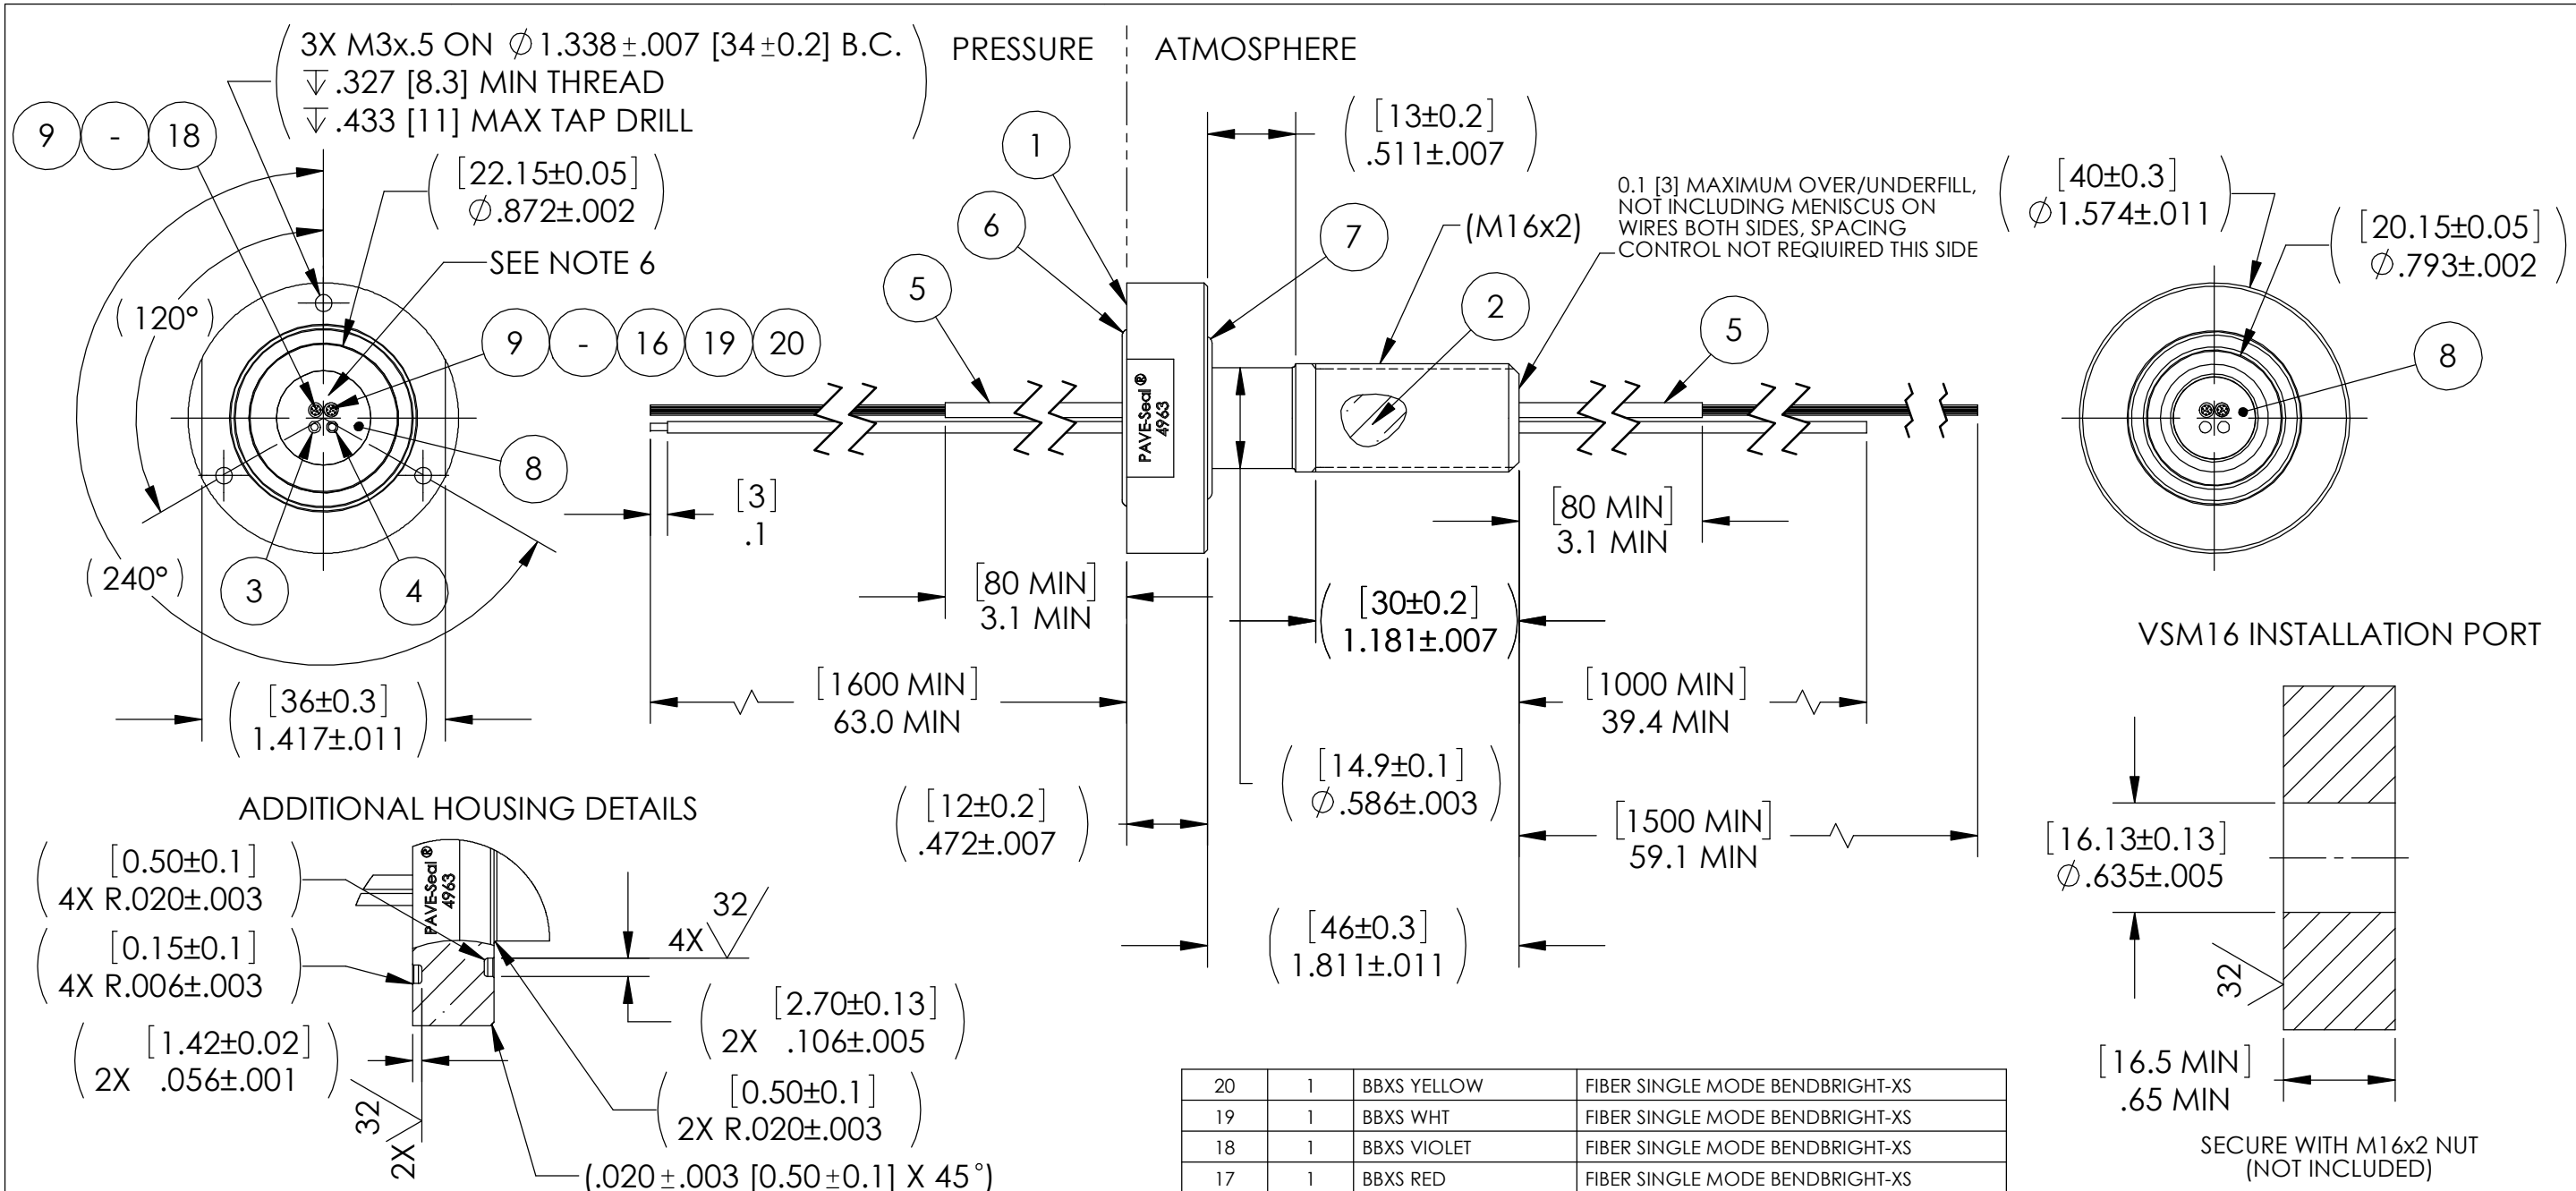 3X M3x.5 ON ∅1.338±.007 [34±0.2] B.C.
↧ .327 [8.3] MIN THREAD
↧ .433 [11] MAX TAP DRILL
PRESSURE
ATMOSPHERE
9 - 18
[22.15±0.05]
∅.872±.002
SEE NOTE 6
9 - 16 19 20
(120°)
(240°)
8
3
4
[36±0.3]
1.417±.011
1
6
5
7
[13±0.2]
.511±.007
(M16x2)
0.1 [3] MAXIMUM OVER/UNDERFILL,
NOT INCLUDING MENISCUS ON
WIRES BOTH SIDES, SPACING
CONTROL NOT REQIUIRED THIS SIDE
2
5
PAVE-Seal®
4963
[3]
.1
[80 MIN]
3.1 MIN
[1600 MIN]
63.0 MIN
[80 MIN]
3.1 MIN
[30±0.2]
1.181±.007
[1000 MIN]
39.4 MIN
[14.9±0.1]
∅.586±.003
[12±0.2]
.472±.007
[1500 MIN]
59.1 MIN
[46±0.3]
1.811±.011
[40±0.3]
∅1.574±.011
[20.15±0.05]
∅.793±.002
8
VSM16 INSTALLATION PORT
[16.13±0.13]
∅.635±.005
32
[16.5 MIN]
.65 MIN
SECURE WITH M16x2 NUT
(NOT INCLUDED)
ADDITIONAL HOUSING DETAILS
[0.50±0.1]
4X R.020±.003
[0.15±0.1]
4X R.006±.003
[1.42±0.02]
2X .056±.001
PAVE-Seal®
4963
4X 32
[2.70±0.13]
2X .106±.005
[0.50±0.1]
2X R.020±.003
2X 32
(.020±.003 [0.50±0.1] X 45°)
20 1 BBXS YELLOW FIBER SINGLE MODE BENDBRIGHT-XS
19 1 BBXS WHT FIBER SINGLE MODE BENDBRIGHT-XS
18 1 BBXS VIOLET FIBER SINGLE MODE BENDBRIGHT-XS
17 1 BBXS RED FIBER SINGLE MODE BENDBRIGHT-XS